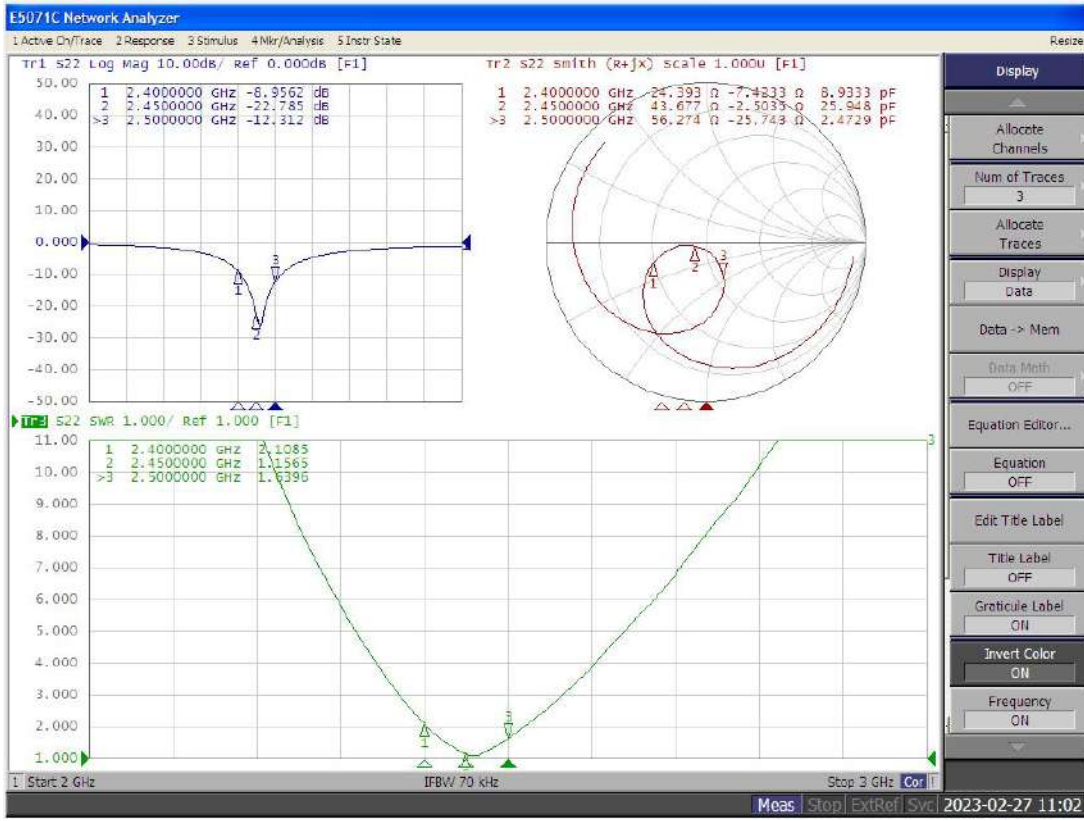 E5071C Network Analyzer
1 Active Ch/Trace 2 Response 3 Stimulus 4 Mkr/Analysis 5 Instr State
Resize
Tr1 S22 Log Mag 10.00dB/ Ref 0.000dB [F1]
50.00
40.00
30.00
20.00
10.00
0.000
-10.00
-20.00
-30.00
-40.00
-50.00
1 2.4000000 GHz -8.9562 dB
2 2.4500000 GHz -22.785 dB
>3 2.5000000 GHz -12.312 dB
1
2
3
Tr2 S22 Smith (R+jX) Scale 1.000U [F1]
1 2.4000000 GHz 24.393 Ω -7.4233 Ω 8.9333 pF
2 2.4500000 GHz 43.677 Ω -2.5035 Ω 25.948 pF
>3 2.5000000 GHz 56.274 Ω -25.743 Ω 2.4729 pF
1
2
3
Tr3 S22 SWR 1.000/ Ref 1.000 [F1]
11.00
10.00
9.000
8.000
7.000
6.000
5.000
4.000
3.000
2.000
1.000
1 2.4000000 GHz 2.1085
2 2.4500000 GHz 1.1565
>3 2.5000000 GHz 1.6396
1
3
3
1 Start 2 GHz
IFBW 70 kHz
Stop 3 GHz Cor !
Meas Stop ExtRef Svc 2023-02-27 11:02
Display
Allocate
Channels
Num of Traces
3
Allocate
Traces
Display
Data
Data -> Mem
Data Math
OFF
Equation Editor...
Equation
OFF
Edit Title Label
Title Label
OFF
Graticule Label
ON
Invert Color
ON
Frequency
ON